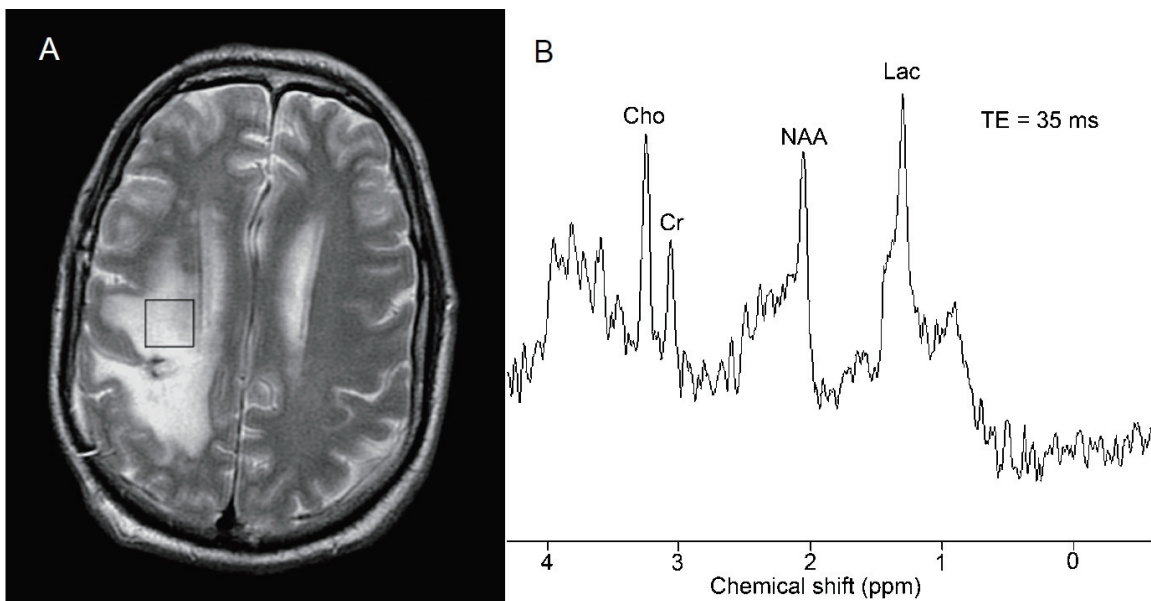 A
B
Lac
Cho
TE = 35 ms
NAA
Cr
4 3 2 1 0
Chemical shift (ppm)